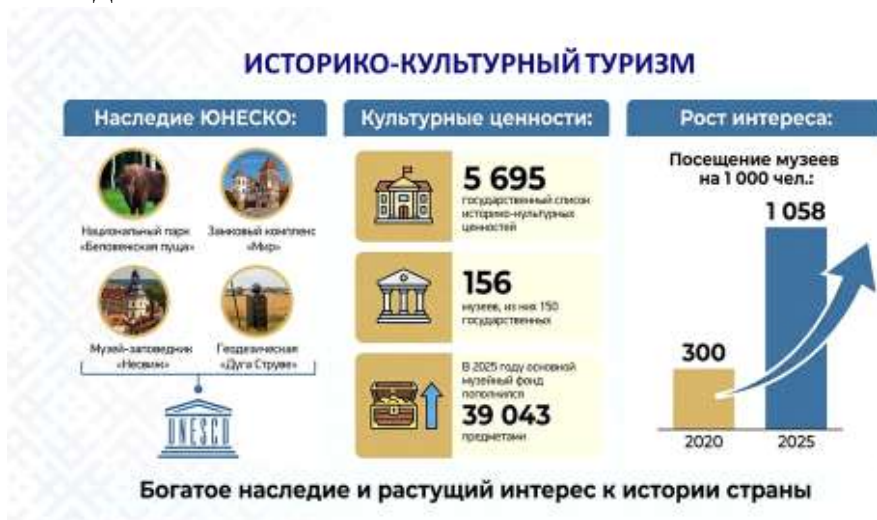 ИСТОРИКО-КУЛЬТУРНЫЙ ТУРИЗМ
Наследие ЮНЕСКО:
Национальный парк
«Беловежская пуща»
Замковый комплекс
«Мир»
Музей-заповедник
«Несвиж»
Геодезическая
«Дуга Струве»
UNESCO
Культурные ценности:
5 695
государственный список
историко-культурных
ценностей
156
музеев, из них 150
государственных
В 2025 году основной
музейный фонд
пополнился
39 043
предметами
Рост интереса:
Посещение музеев
на 1 000 чел.:
1 058
300
2020
2025
Богатое наследие и растущий интерес к истории страны